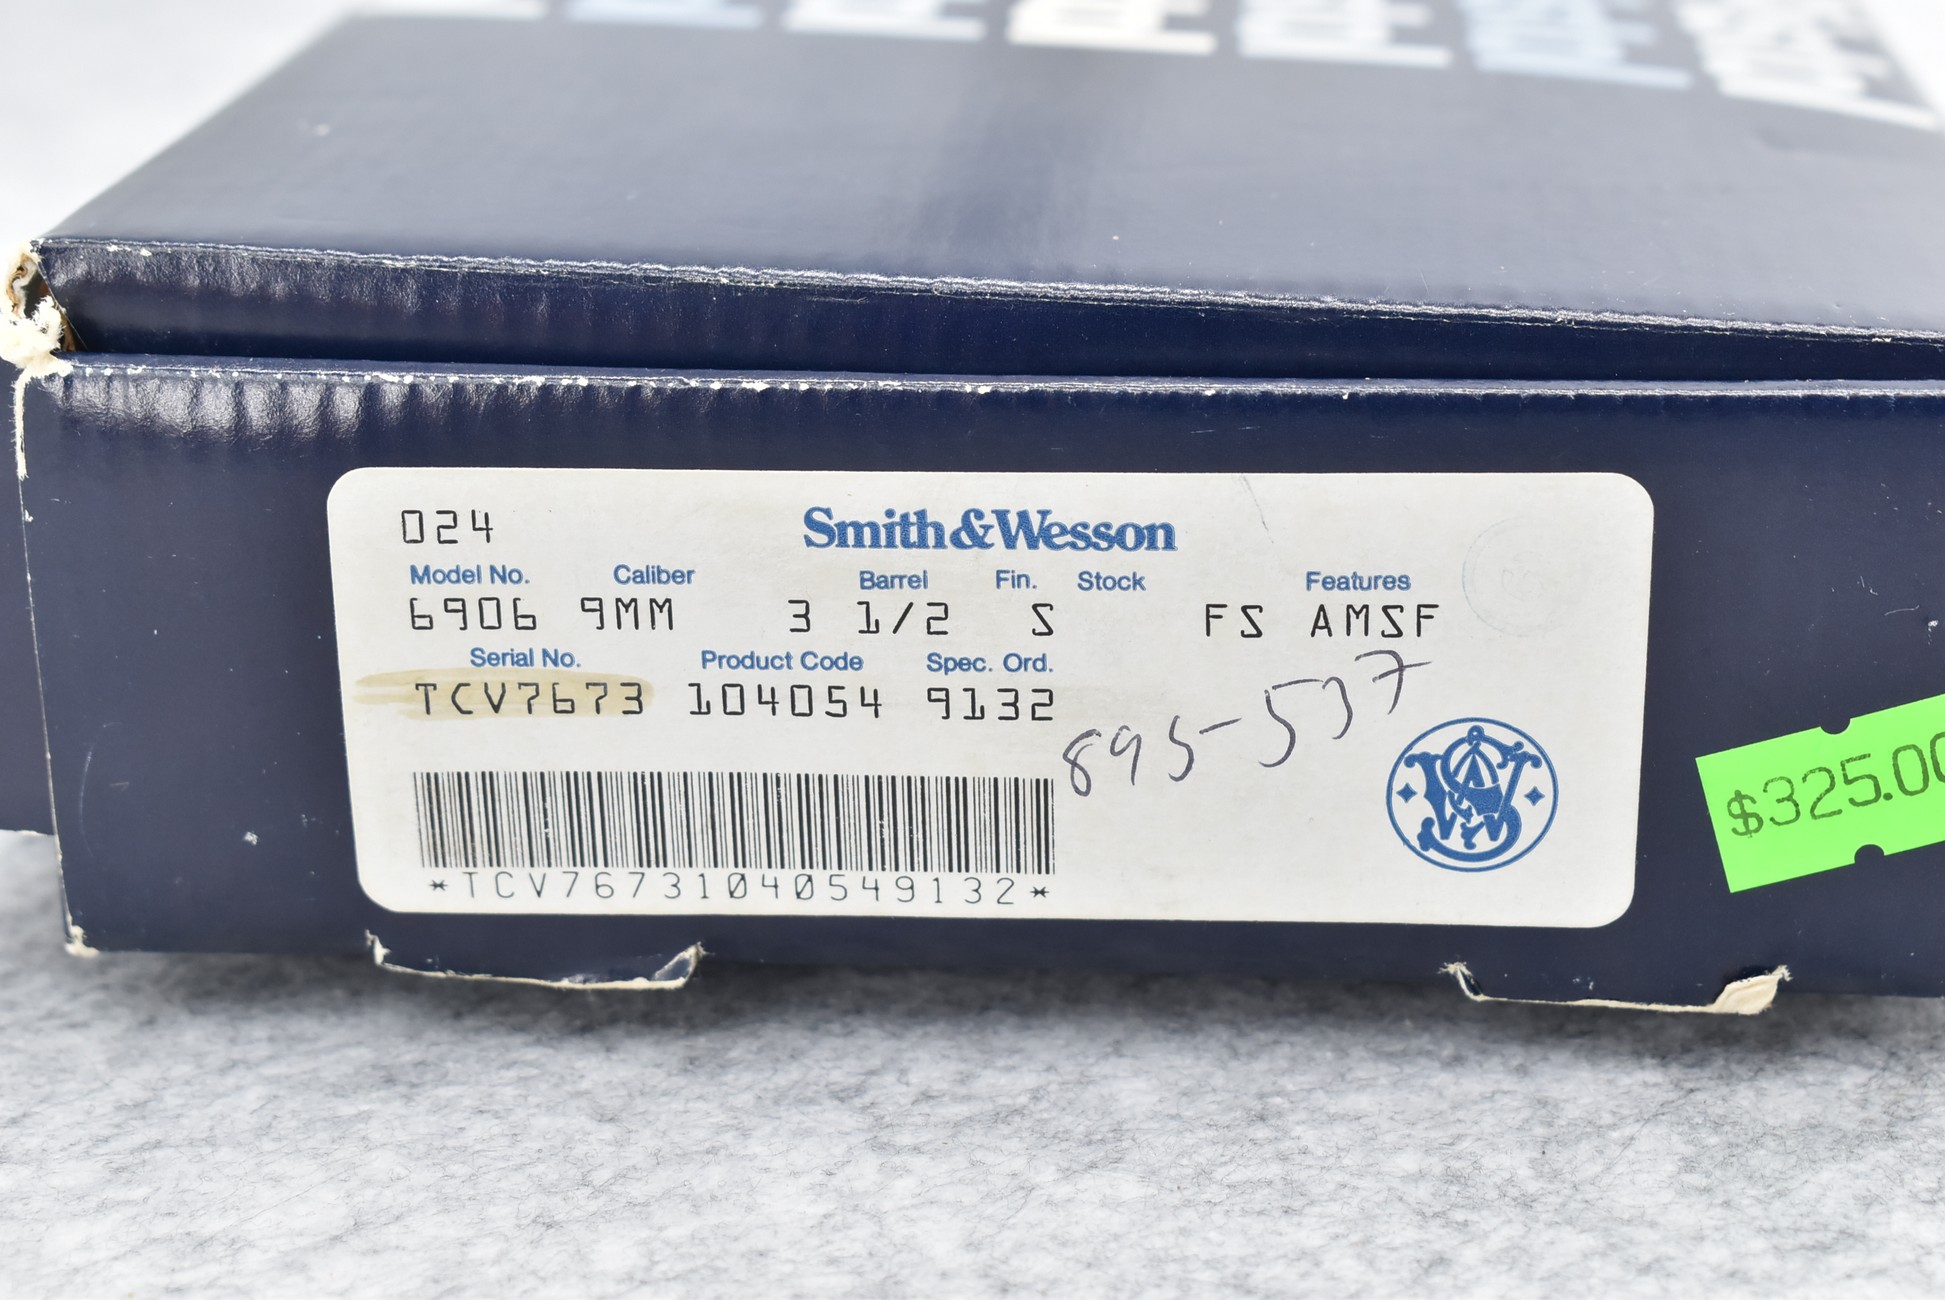 024
Smith & Wesson
Model No. Caliber Barrel Fin. Stock Features
6906 9MM 3 1/2 S FS AMSF
Serial No. Product Code Spec. Ord.
TCV7673 104054 9132
895-537
*TCV76731040549132*
$325.00